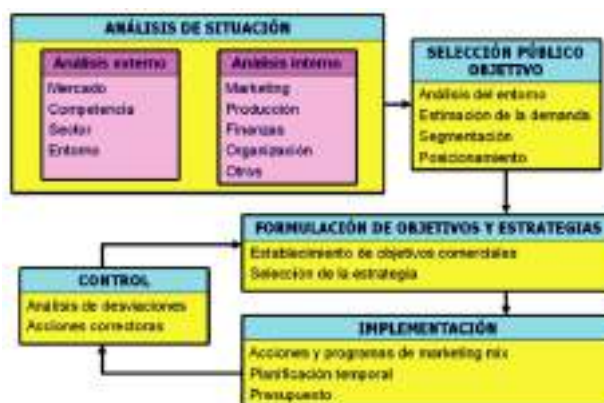 ANÁLISIS DE SITUACIÓN
Análisis externo
Mercado
Competencia
Sector
Entorno
Análisis interno
Marketing
Producción
Finanzas
Organización
Otros
SELECCIÓN PÚBLICO
OBJETIVO
Análisis del entorno
Estimación de la demanda
Segmentación
Posicionamiento
FORMULACIÓN DE OBJETIVOS Y ESTRATEGIAS
Establecimiento de objetivos comerciales
Selección de la estrategia
CONTROL
Análisis de desviaciones
Acciones correctoras
IMPLEMENTACIÓN
Acciones y programas de marketing mix
Planificación temporal
Presupuesto